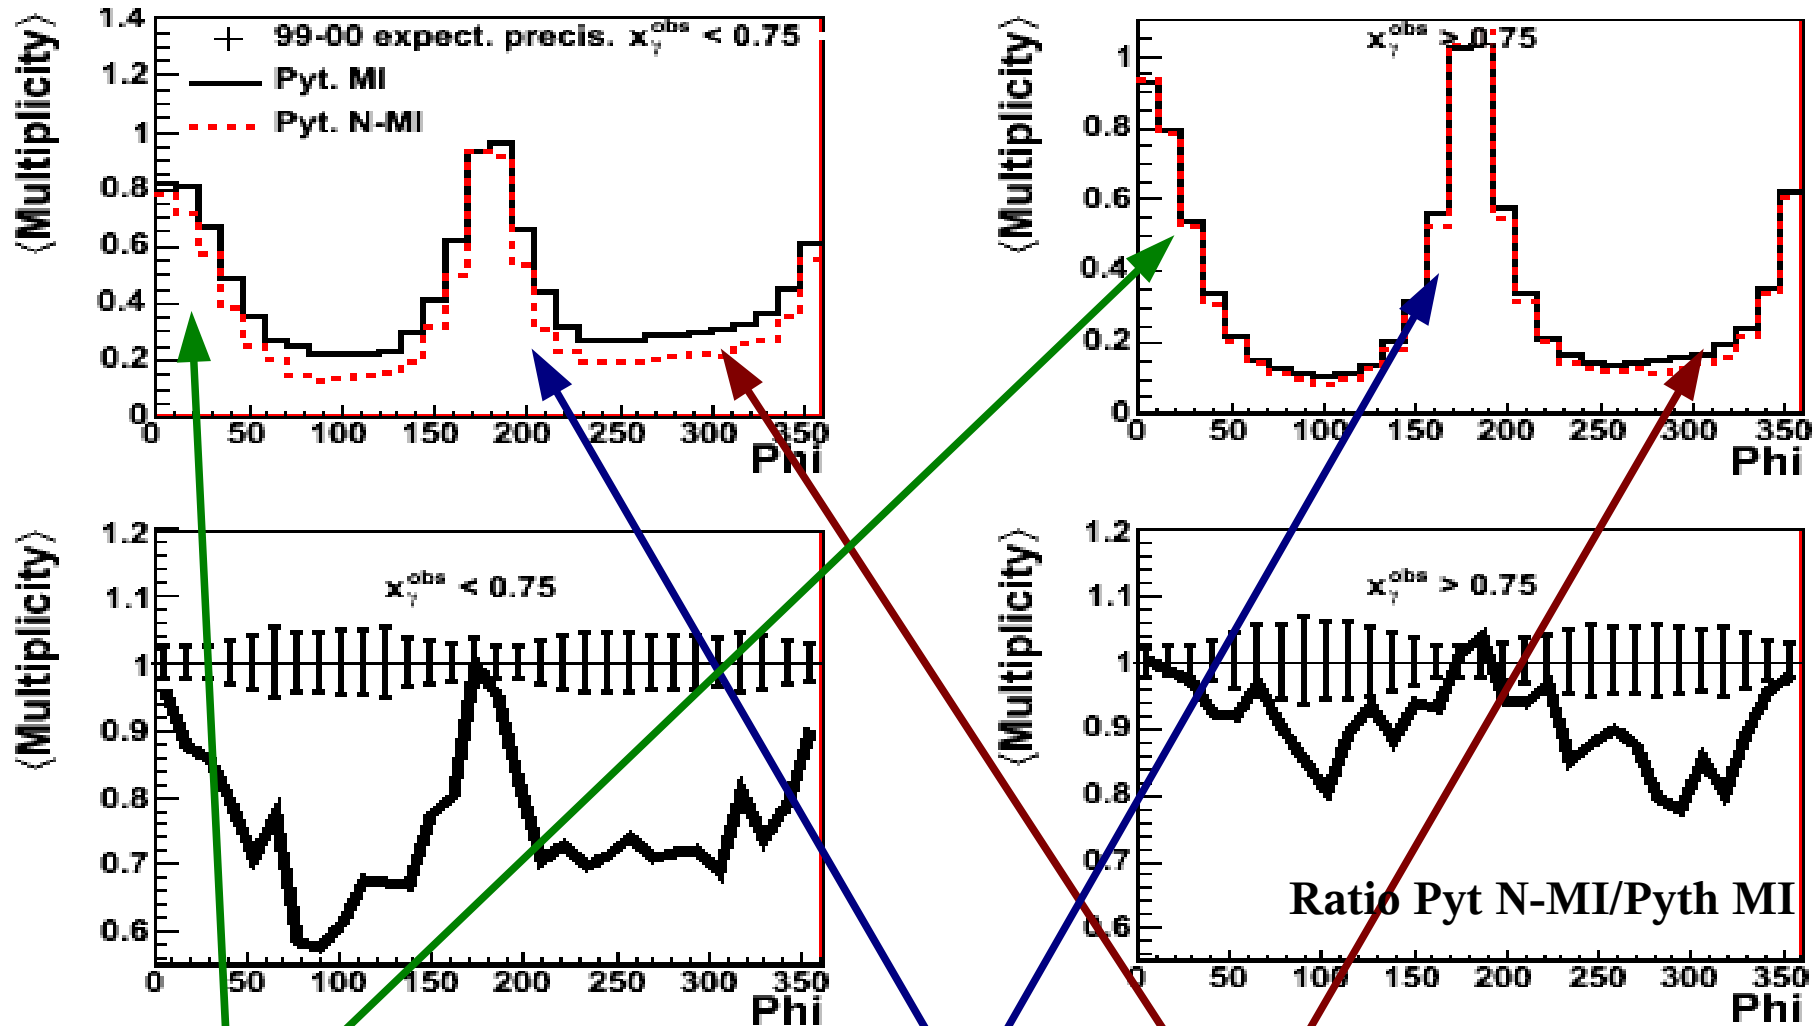 1.4
99-00 expect. precis. x_γ^obs < 0.75
Pyt. MI
Pyt. N-MI
1.2
1
0.8
0.6
0.4
0.2
0
⟨Multiplicity⟩
0 50 100 150 200 250 300 350
Phi
x_γ^obs > 0.75
1
0.8
0.6
0.4
0.2
0
⟨Multiplicity⟩
0 50 100 150 200 250 300 350
Phi
1.2
x_γ^obs < 0.75
1.1
1
0.9
0.8
0.7
0.6
⟨Multiplicity⟩
0 50 100 150 200 250 300 350
Phi
1.2
x_γ^obs > 0.75
1.1
1
0.9
0.8
0.7
0.6
⟨Multiplicity⟩
Ratio Pyt N-MI/Pyth MI
0 50 100 150 200 250 300 350
Phi